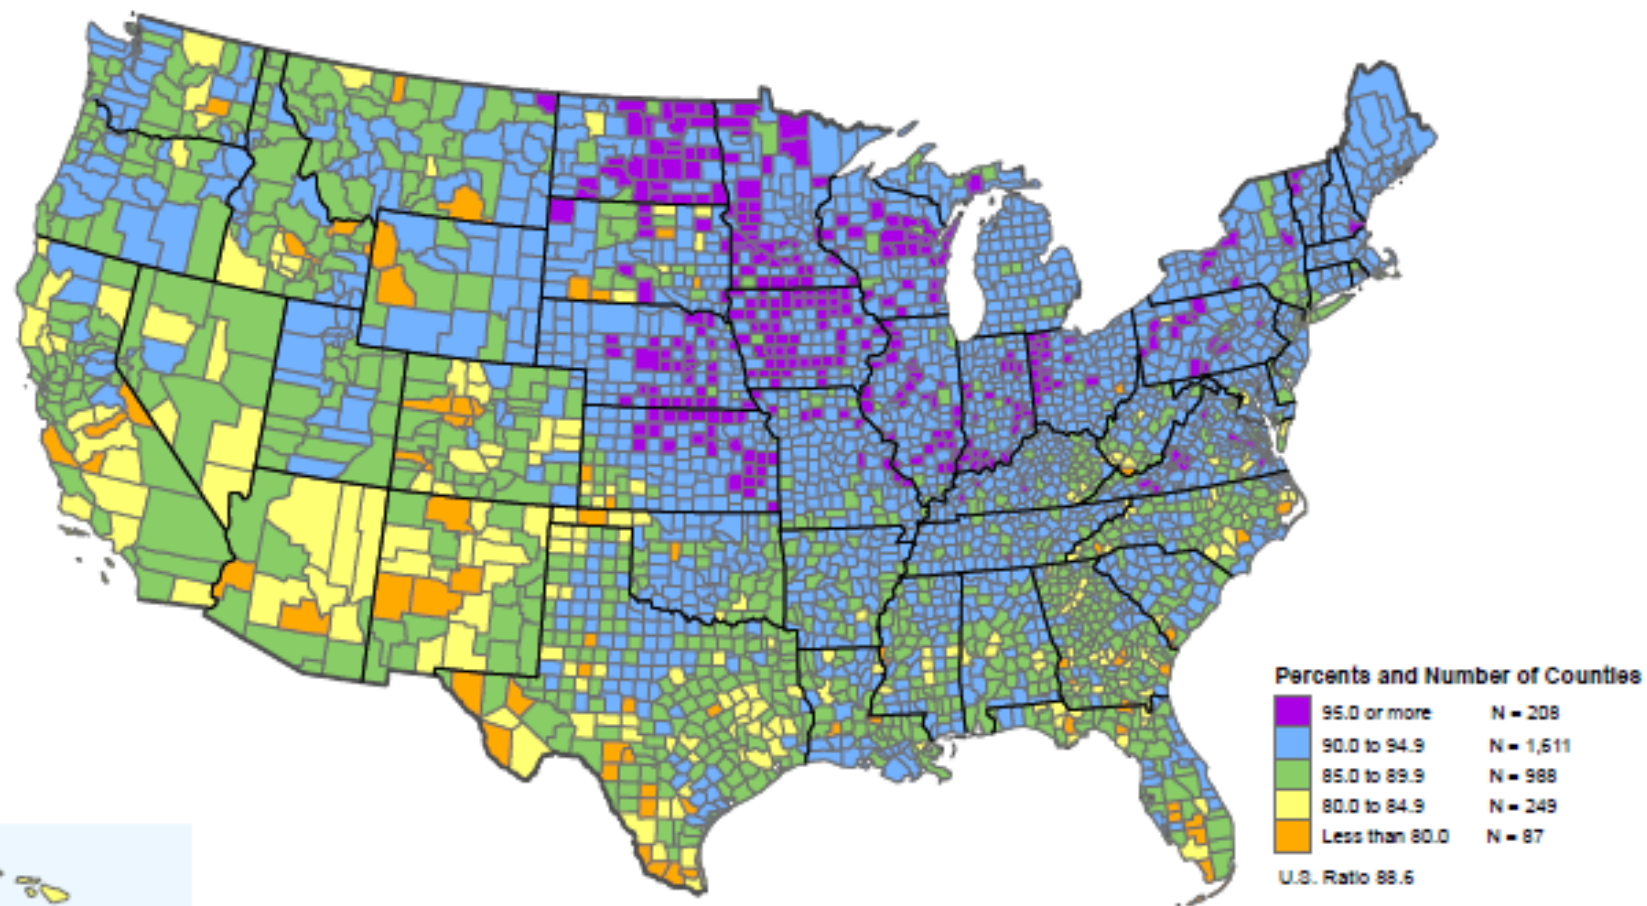 Percents and Number of Counties
95.0 or more N = 208
90.0 to 94.9 N = 1,611
85.0 to 89.9 N = 988
80.0 to 84.9 N = 249
Less than 80.0 N = 87
U.S. Ratio 88.6